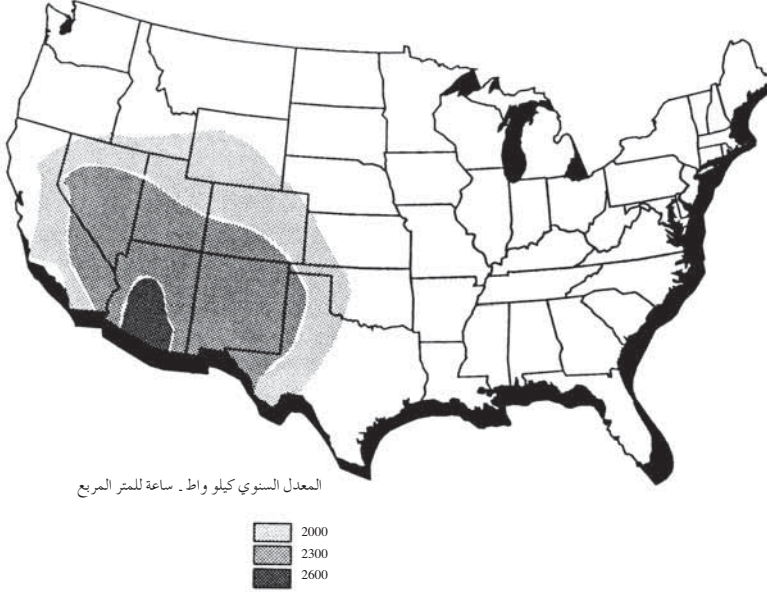 المعدل السنوي كيلو واط ـ ساعة للمتر المربع
2000
2300
2600